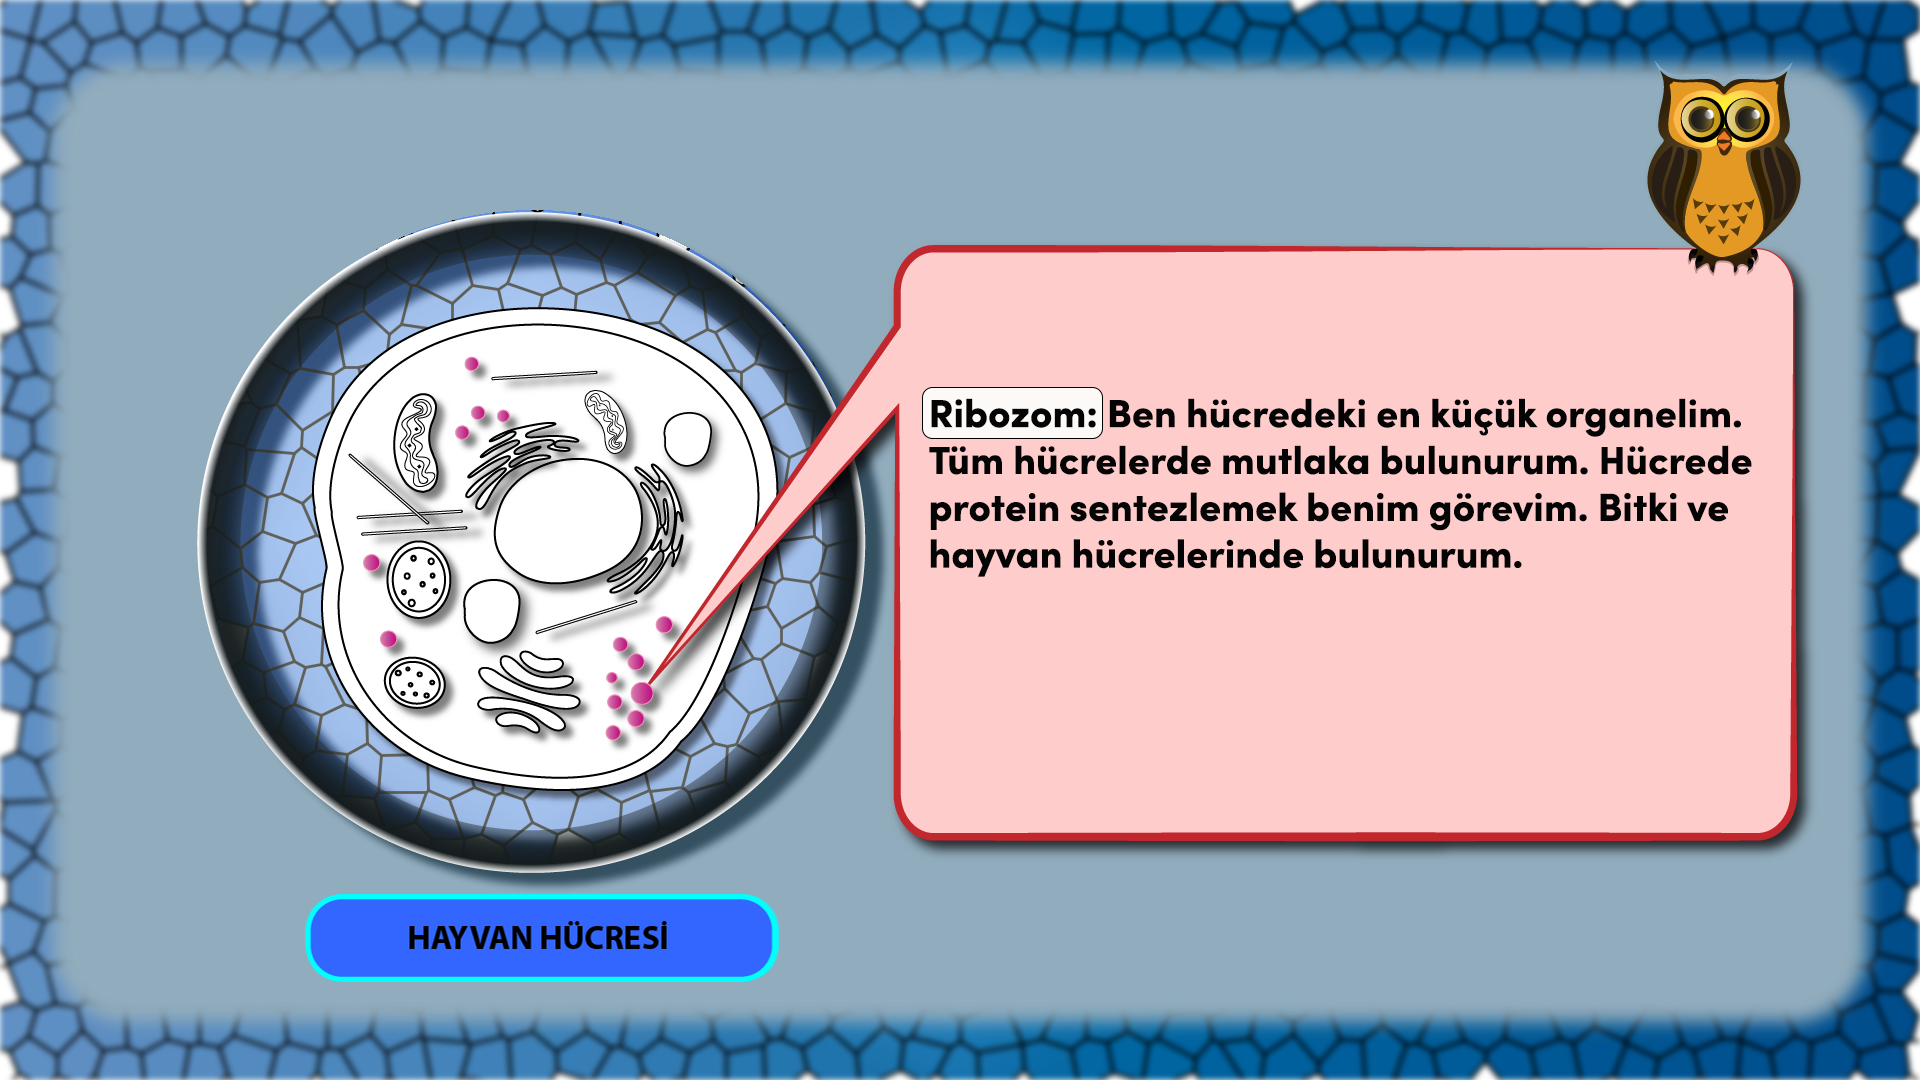 Ribozom: Ben hücredeki en küçük organelim.
Tüm hücrelerde mutlaka bulunurum. Hücrede
protein sentezlemek benim görevim. Bitki ve
hayvan hücrelerinde bulunurum.
HAYVAN HÜCRESİ